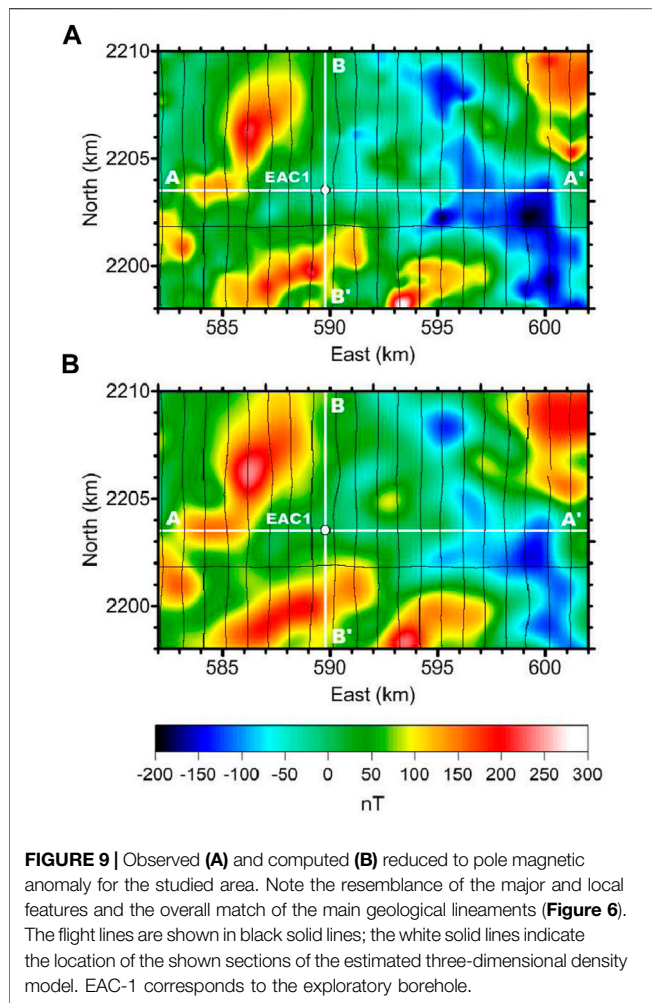 A
2210
B
2205
North (km)
A
EAC1
A'
2200
B'
585 590 595 600
East (km)
B
2210
B
2205
North (km)
A
EAC1
A'
2200
B'
585 590 595 600
East (km)
-200 -150 -100 -50 0 50 100 150 200 250 300
nT
FIGURE 9 | Observed (A) and computed (B) reduced to pole magnetic
anomaly for the studied area. Note the resemblance of the major and local
features and the overall match of the main geological lineaments (Figure 6).
The flight lines are shown in black solid lines; the white solid lines indicate
the location of the shown sections of the estimated three-dimensional density
model. EAC-1 corresponds to the exploratory borehole.